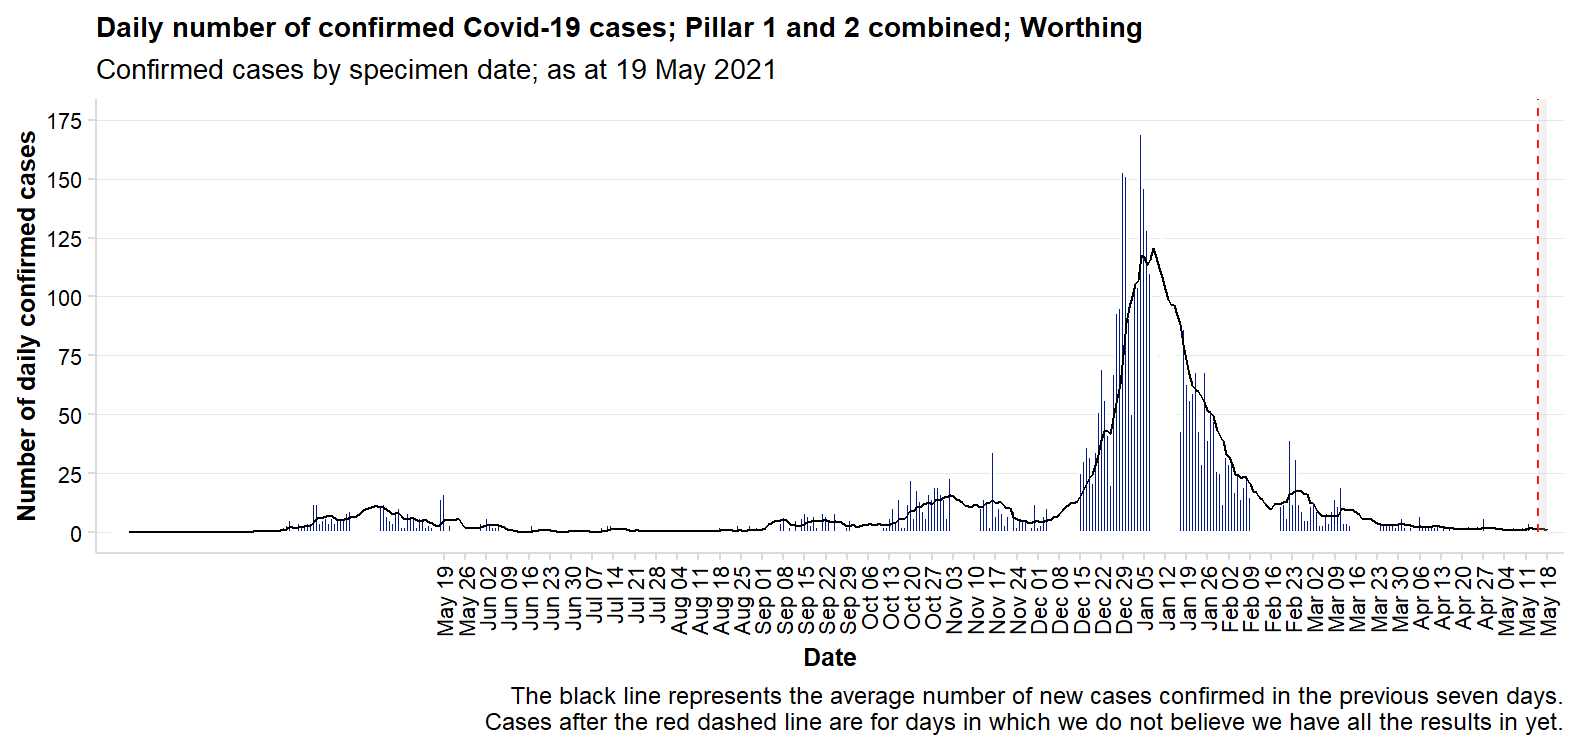 Daily number of confirmed Covid-19 cases; Pillar 1 and 2 combined; Worthing
Confirmed cases by specimen date; as at 19 May 2021
Number of daily confirmed cases
175
150
125
100
75
50
25
0
May 19
May 26
Jun 02
Jun 09
Jun 16
Jun 23
Jun 30
Jul 07
Jul 14
Jul 21
Jul 28
Aug 04
Aug 11
Aug 18
Aug 25
Sep 01
Sep 08
Sep 15
Sep 22
Sep 29
Oct 06
Oct 13
Oct 20
Oct 27
Nov 03
Nov 10
Nov 17
Nov 24
Dec 01
Dec 08
Dec 15
Dec 22
Dec 29
Jan 05
Jan 12
Jan 19
Jan 26
Feb 02
Feb 09
Feb 16
Feb 23
Mar 02
Mar 09
Mar 16
Mar 23
Mar 30
Apr 06
Apr 13
Apr 20
Apr 27
May 04
May 11
May 18
Date
The black line represents the average number of new cases confirmed in the previous seven days.
Cases after the red dashed line are for days in which we do not believe we have all the results in yet.